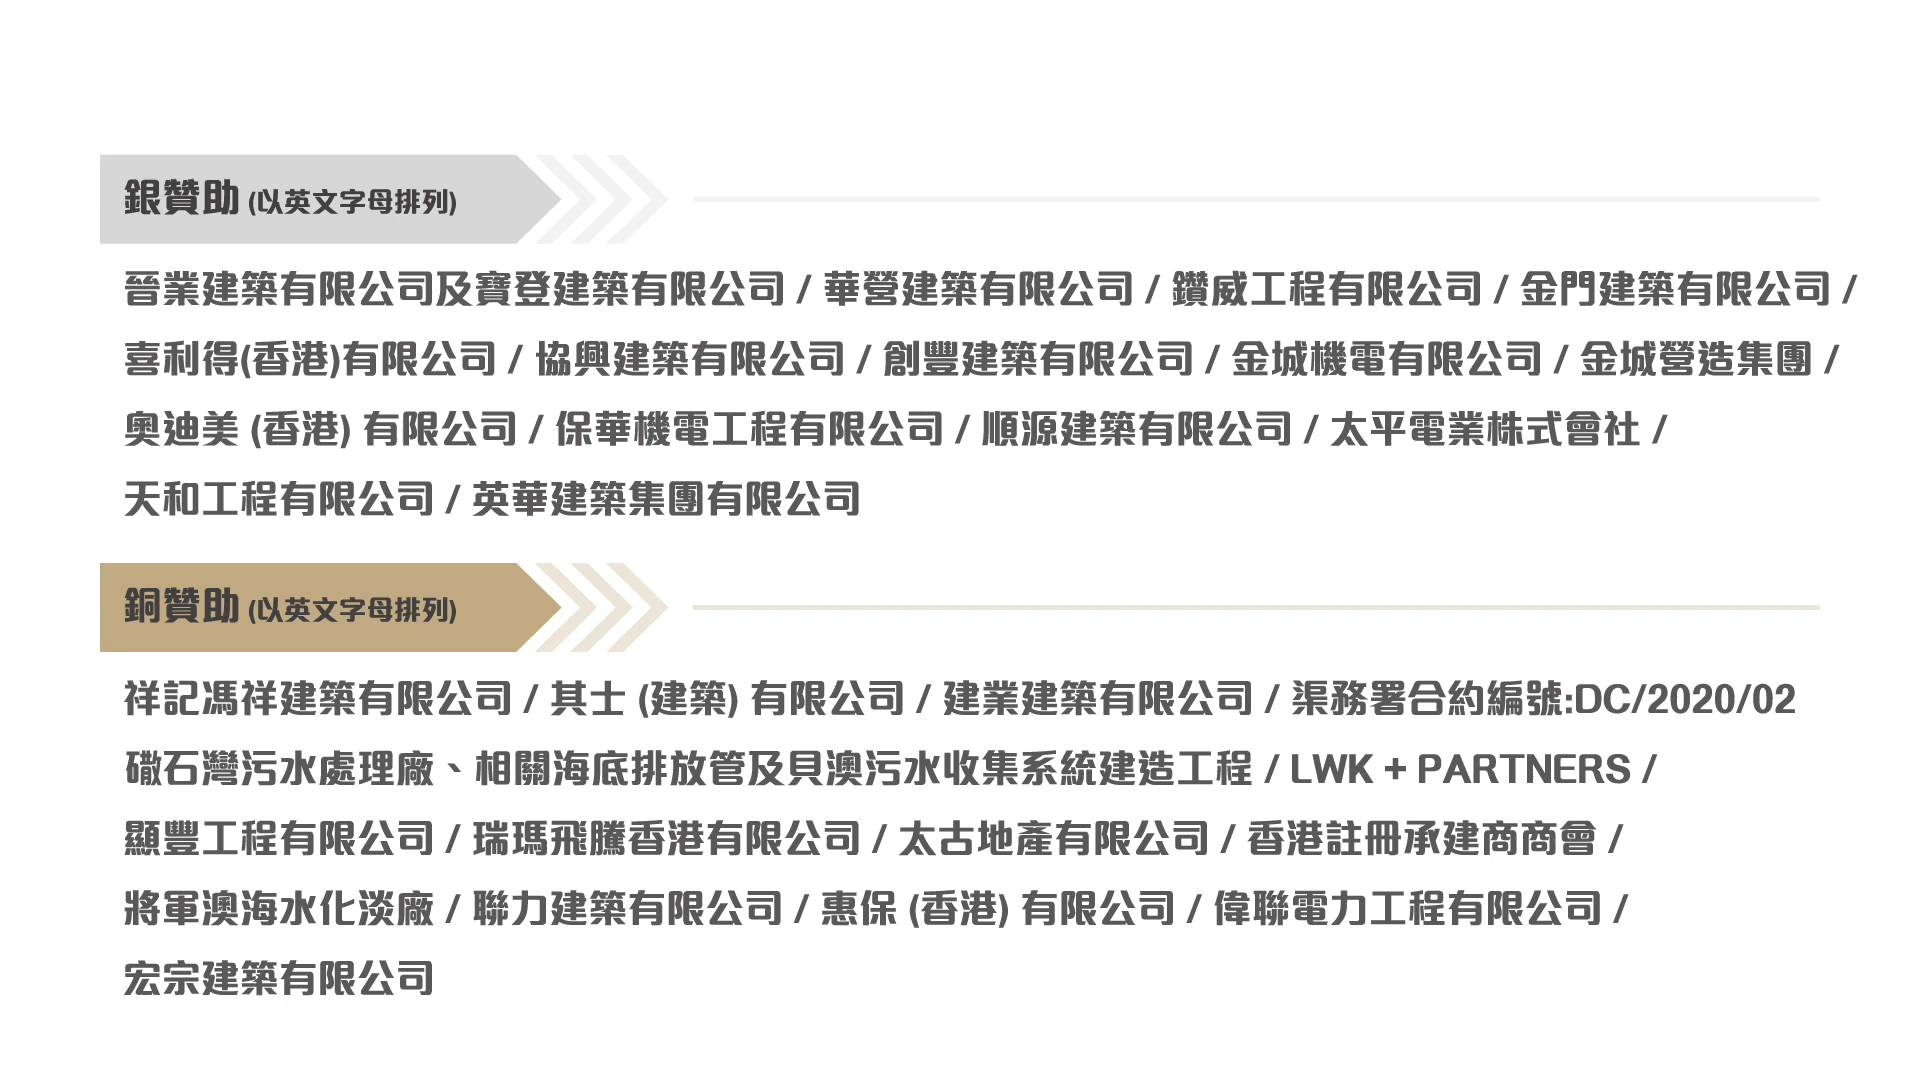 銀贊助 (以英文字母排列)
晉業建築有限公司及寶登建築有限公司 / 華營建築有限公司 / 鑽威工程有限公司 / 金門建築有限公司 /
喜利得(香港)有限公司 / 協興建築有限公司 / 創豐建築有限公司 / 金城機電有限公司 / 金城營造集團 /
奧迪美 (香港) 有限公司 / 保華機電工程有限公司 / 順源建築有限公司 / 太平電業株式會社 /
天和工程有限公司 / 英華建築集團有限公司
銅贊助 (以英文字母排列)
祥記馮祥建築有限公司 / 其士 (建築) 有限公司 / 建業建築有限公司 / 渠務署合約編號:DC/2020/02
磡石灣污水處理廠、相關海底排放管及貝澳污水收集系統建造工程 / LWK + PARTNERS /
顯豐工程有限公司 / 瑞瑪飛騰香港有限公司 / 太古地產有限公司 / 香港註冊承建商商會 /
將軍澳海水化淡廠 / 聯力建築有限公司 / 惠保 (香港) 有限公司 / 偉聯電力工程有限公司 /
宏宗建築有限公司